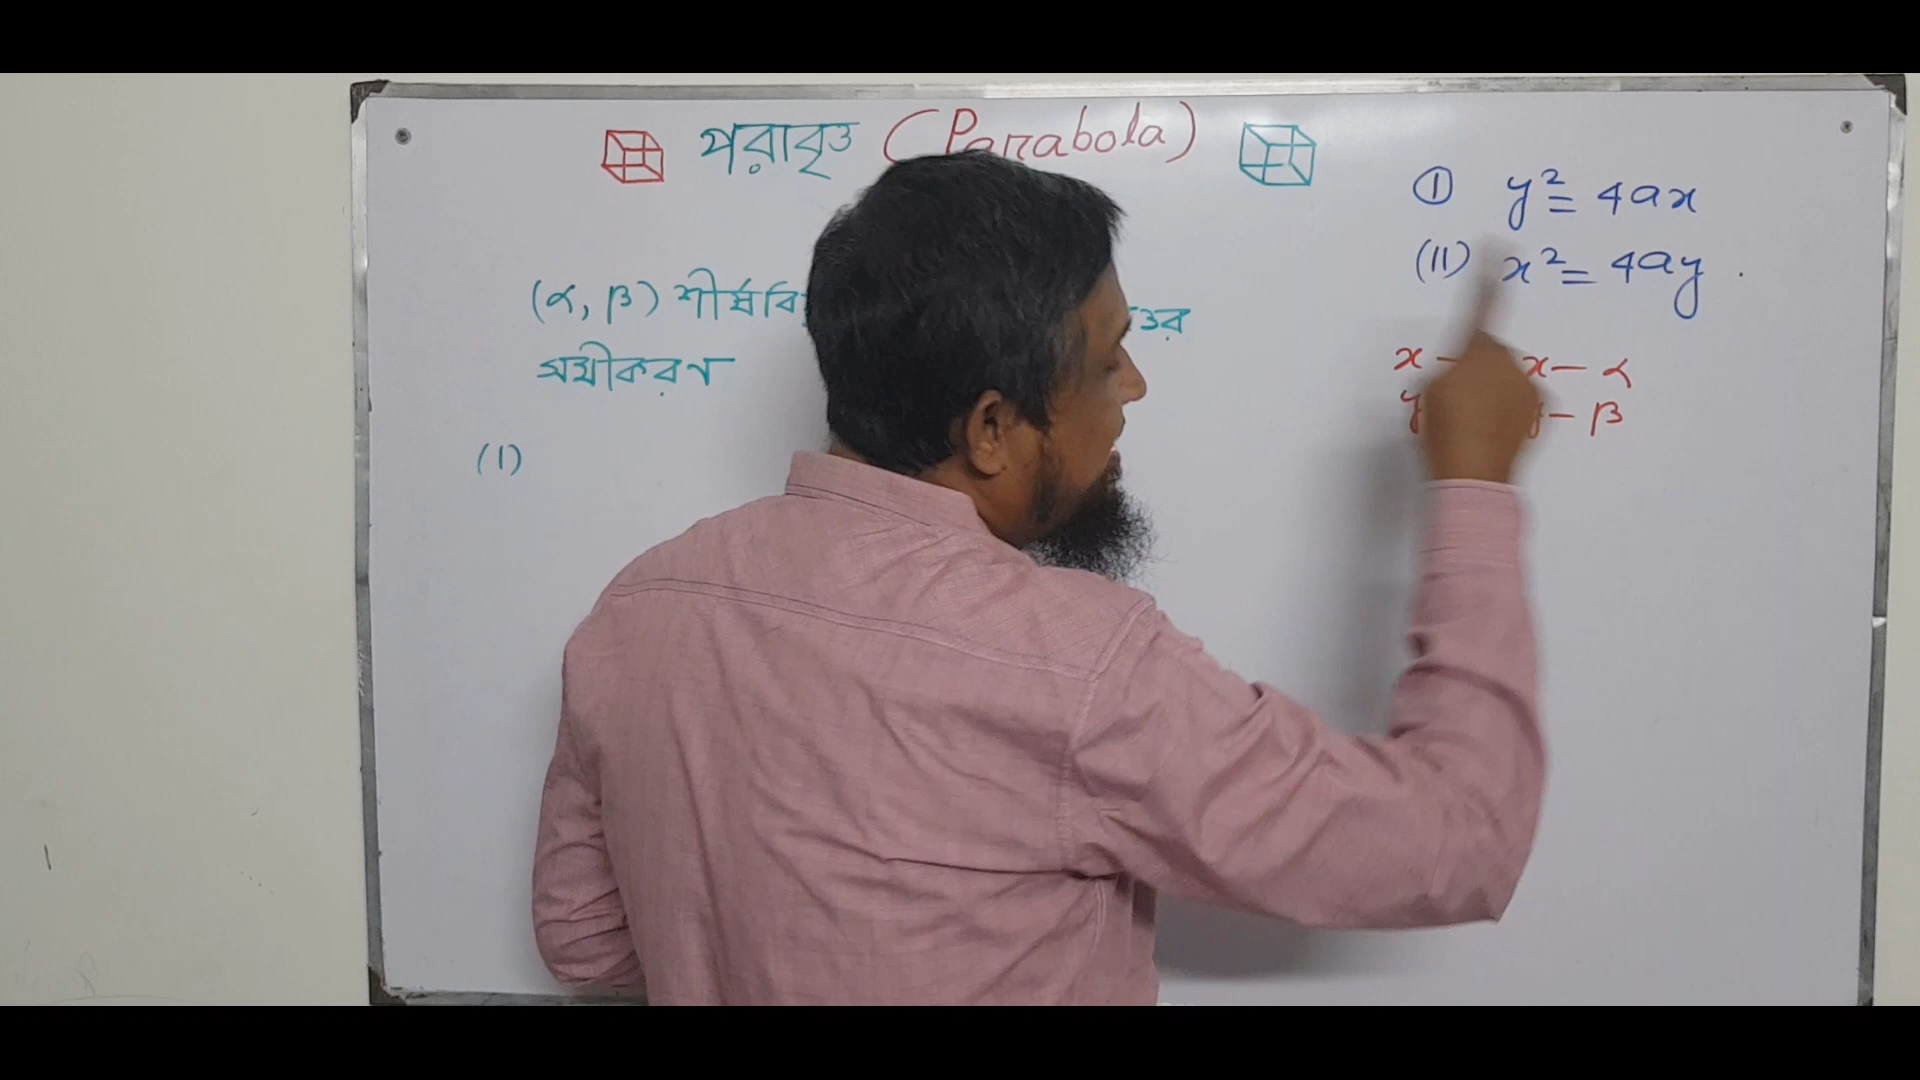 পরাবৃত্ত (Parabola)
(α, β) শীর্ষবি
সমীকরণ
(I)
① y² = 4ax
(II) x² = 4ay .
x – x – α
y y – β